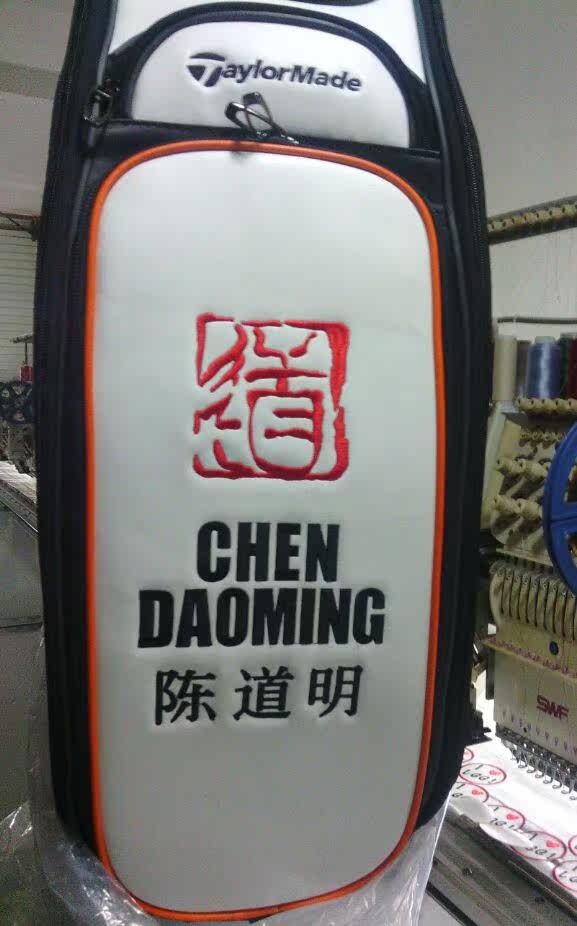 TaylorMade
道
CHEN
DAOMING
陈道明
SWF